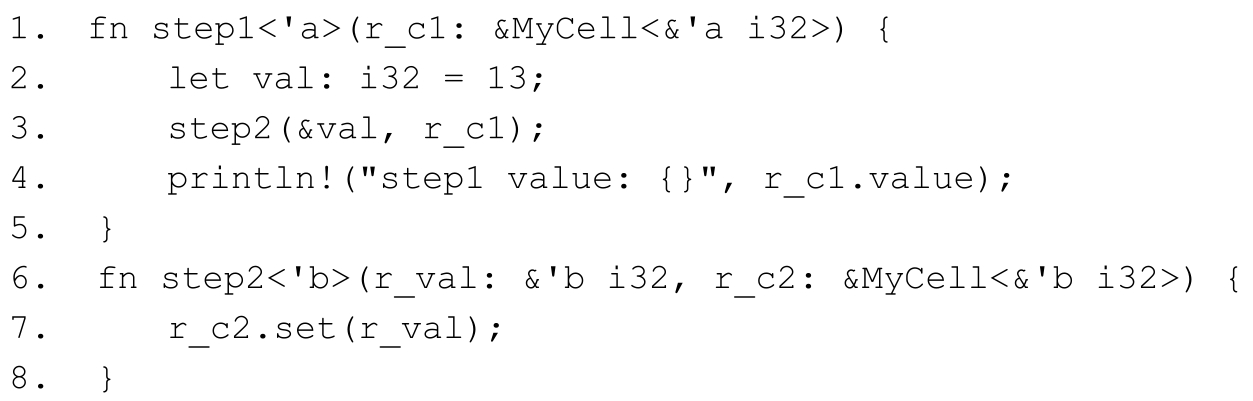 1. fn step1<'a>(r_c1: &MyCell<&'a i32>) {
2.     let val: i32 = 13;
3.     step2(&val, r_c1);
4.     println!("step1 value: {}", r_c1.value);
5. }
6. fn step2<'b>(r_val: &'b i32, r_c2: &MyCell<&'b i32>) {
7.     r_c2.set(r_val);
8. }